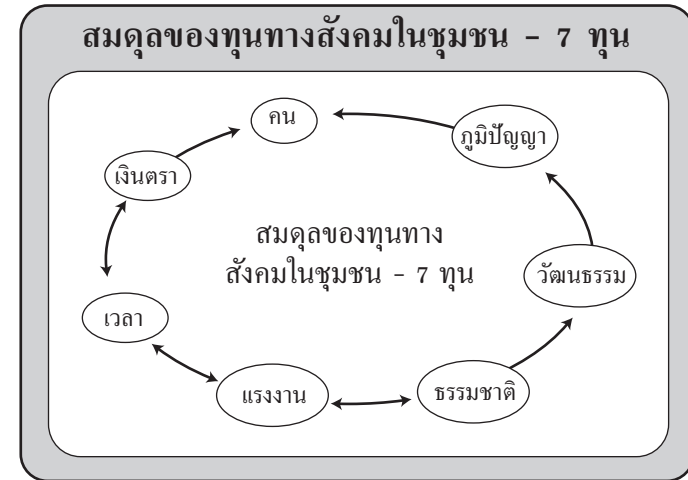 สมดุลของทุนทางสังคมในชุมชน - 7 ทุน
คน
ภูมิปัญญา
เงินตรา
สมดุลของทุนทาง
สังคมในชุมชน - 7 ทุน
วัฒนธรรม
เวลา
แรงงาน
ธรรมชาติ